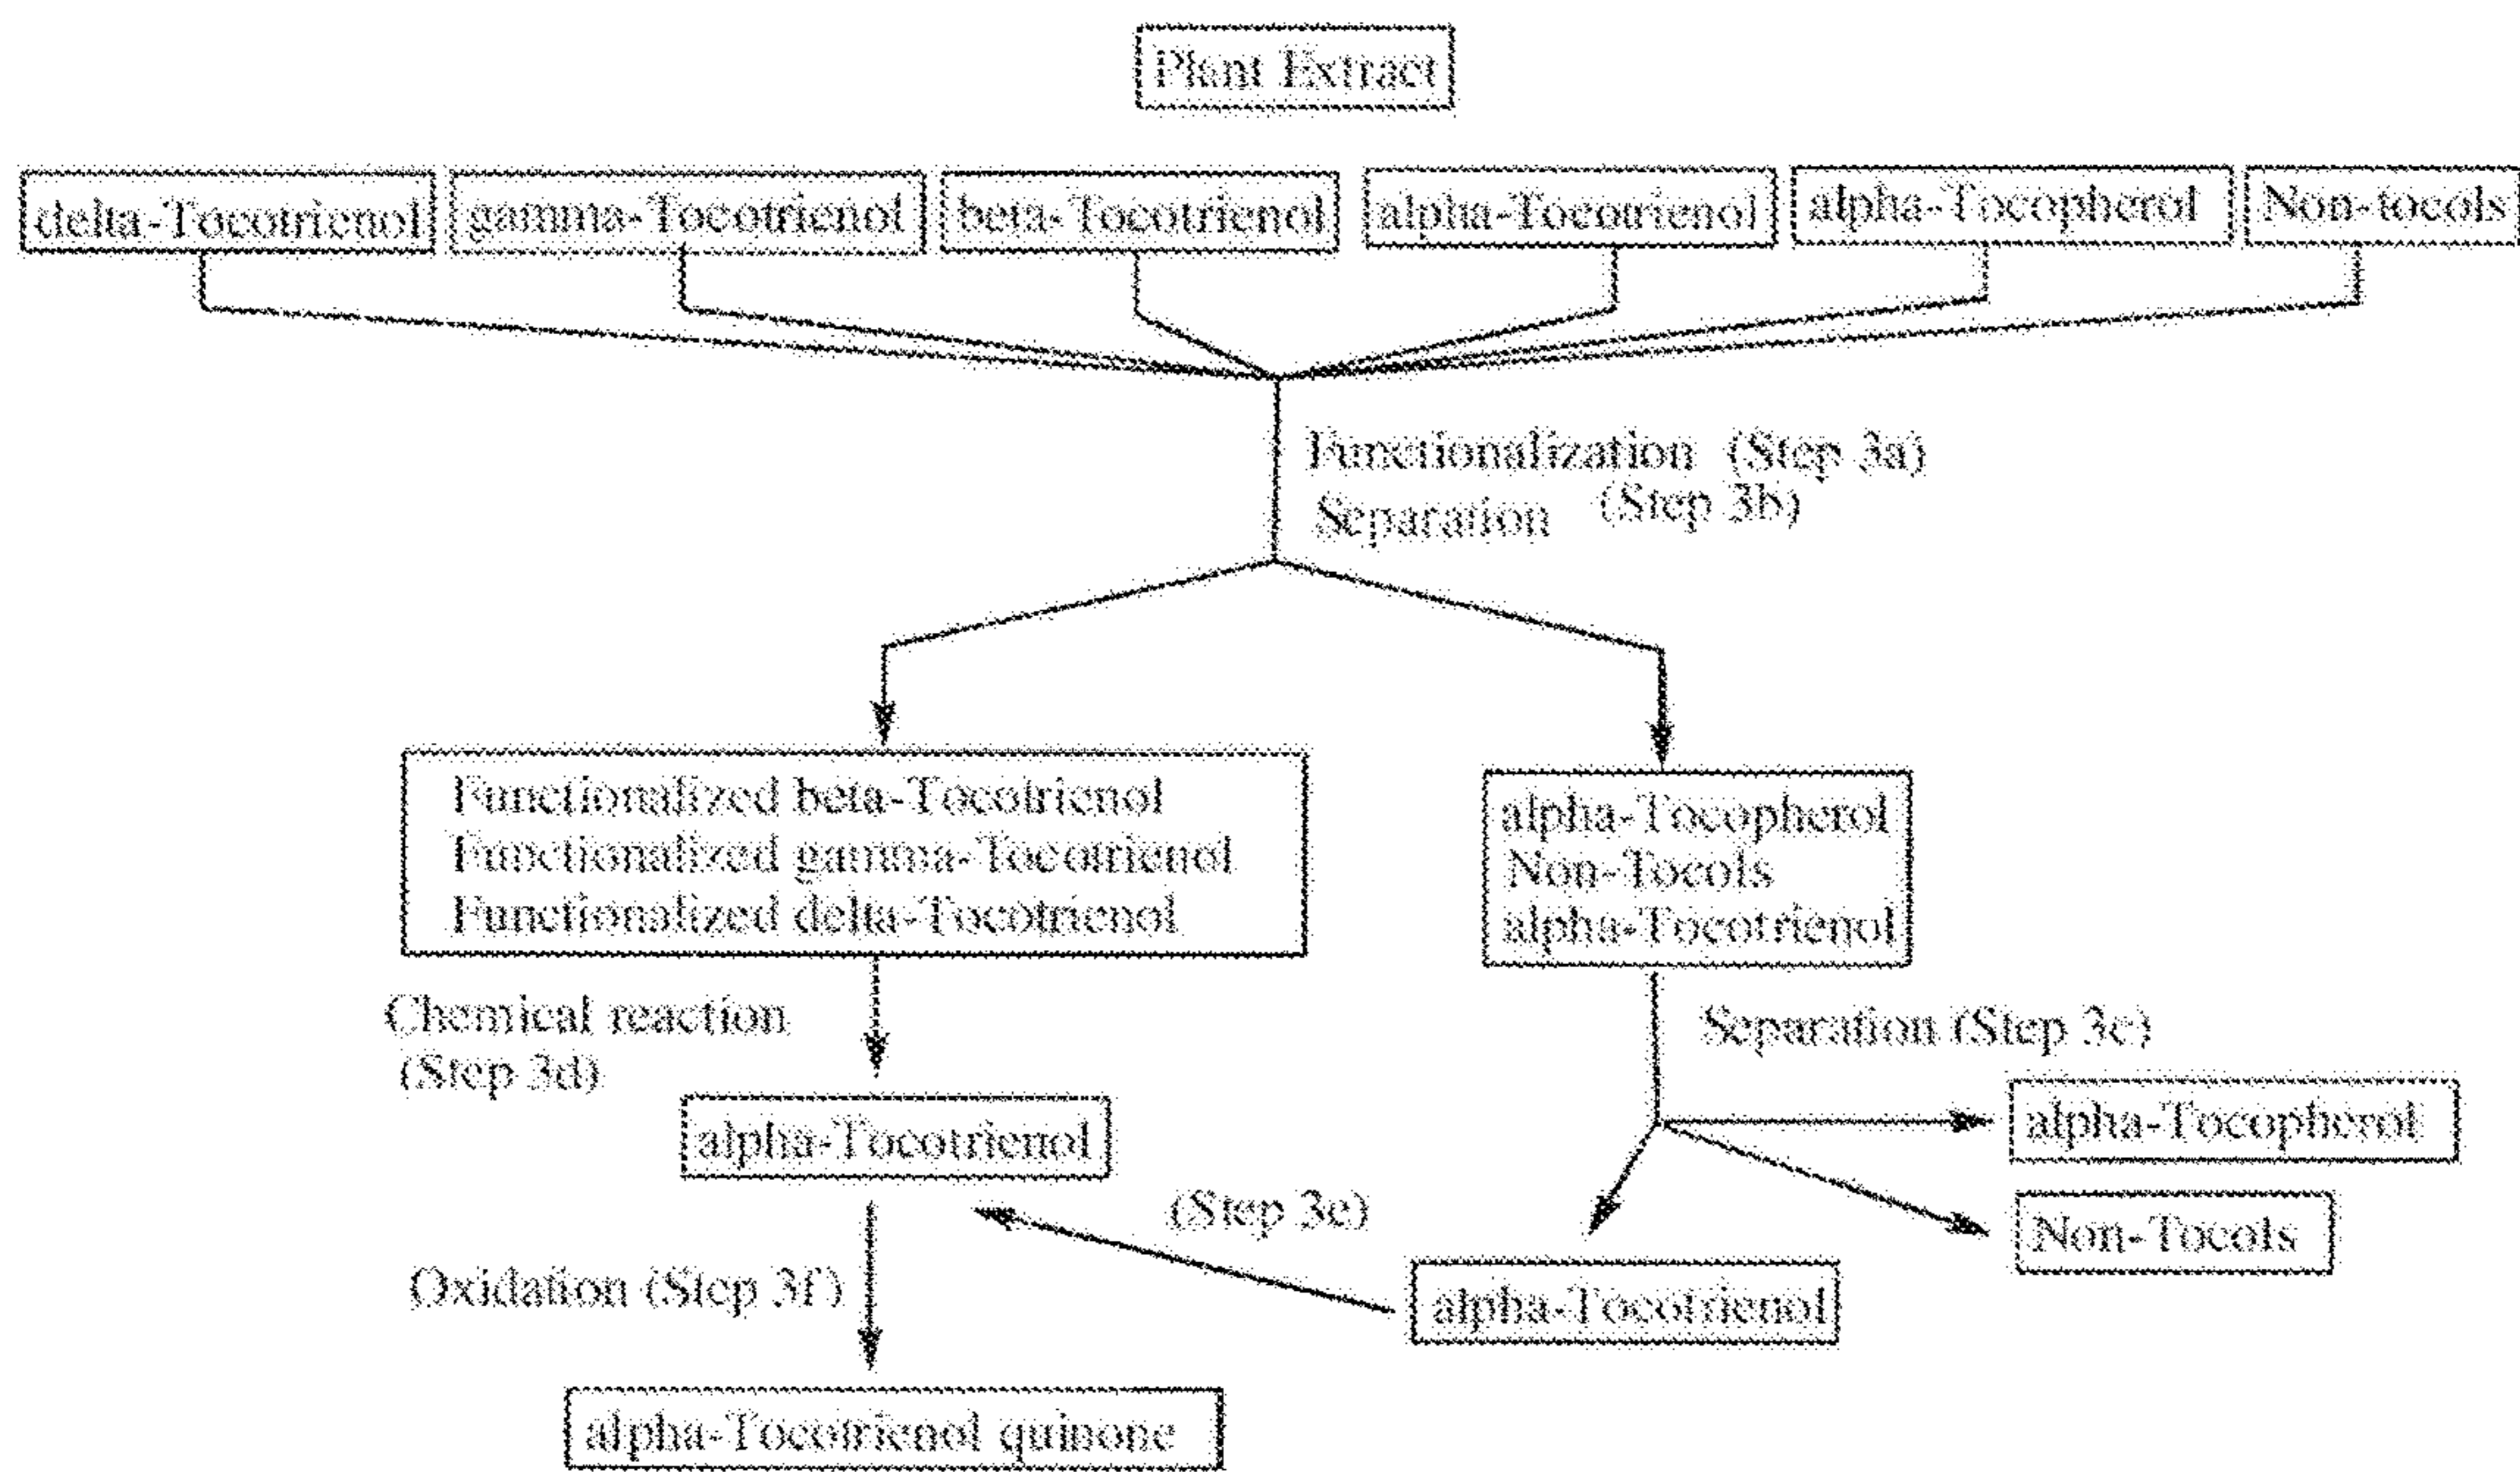 Plant Extract
delta-Tocotrienol
gamma-Tocotrienol
beta-Tocotrienol
alpha-Tocotrienol
alpha-Tocopherol
Non-tocols
Functionalization (Step 3a)
Separation (Step 3b)
Functionalized beta-Tocotrienol
Functionalized gamma-Tocotrienol
Functionalized delta-Tocotrienol
alpha-Tocopherol
Non-Tocols
alpha-Tocotrienol
Chemical reaction
(Step 3d)
Separation (Step 3c)
alpha-Tocotrienol
alpha-Tocopherol
(Step 3e)
Non-Tocols
Oxidation (Step 3f)
alpha-Tocotrienol
alpha-Tocotrienol quinone